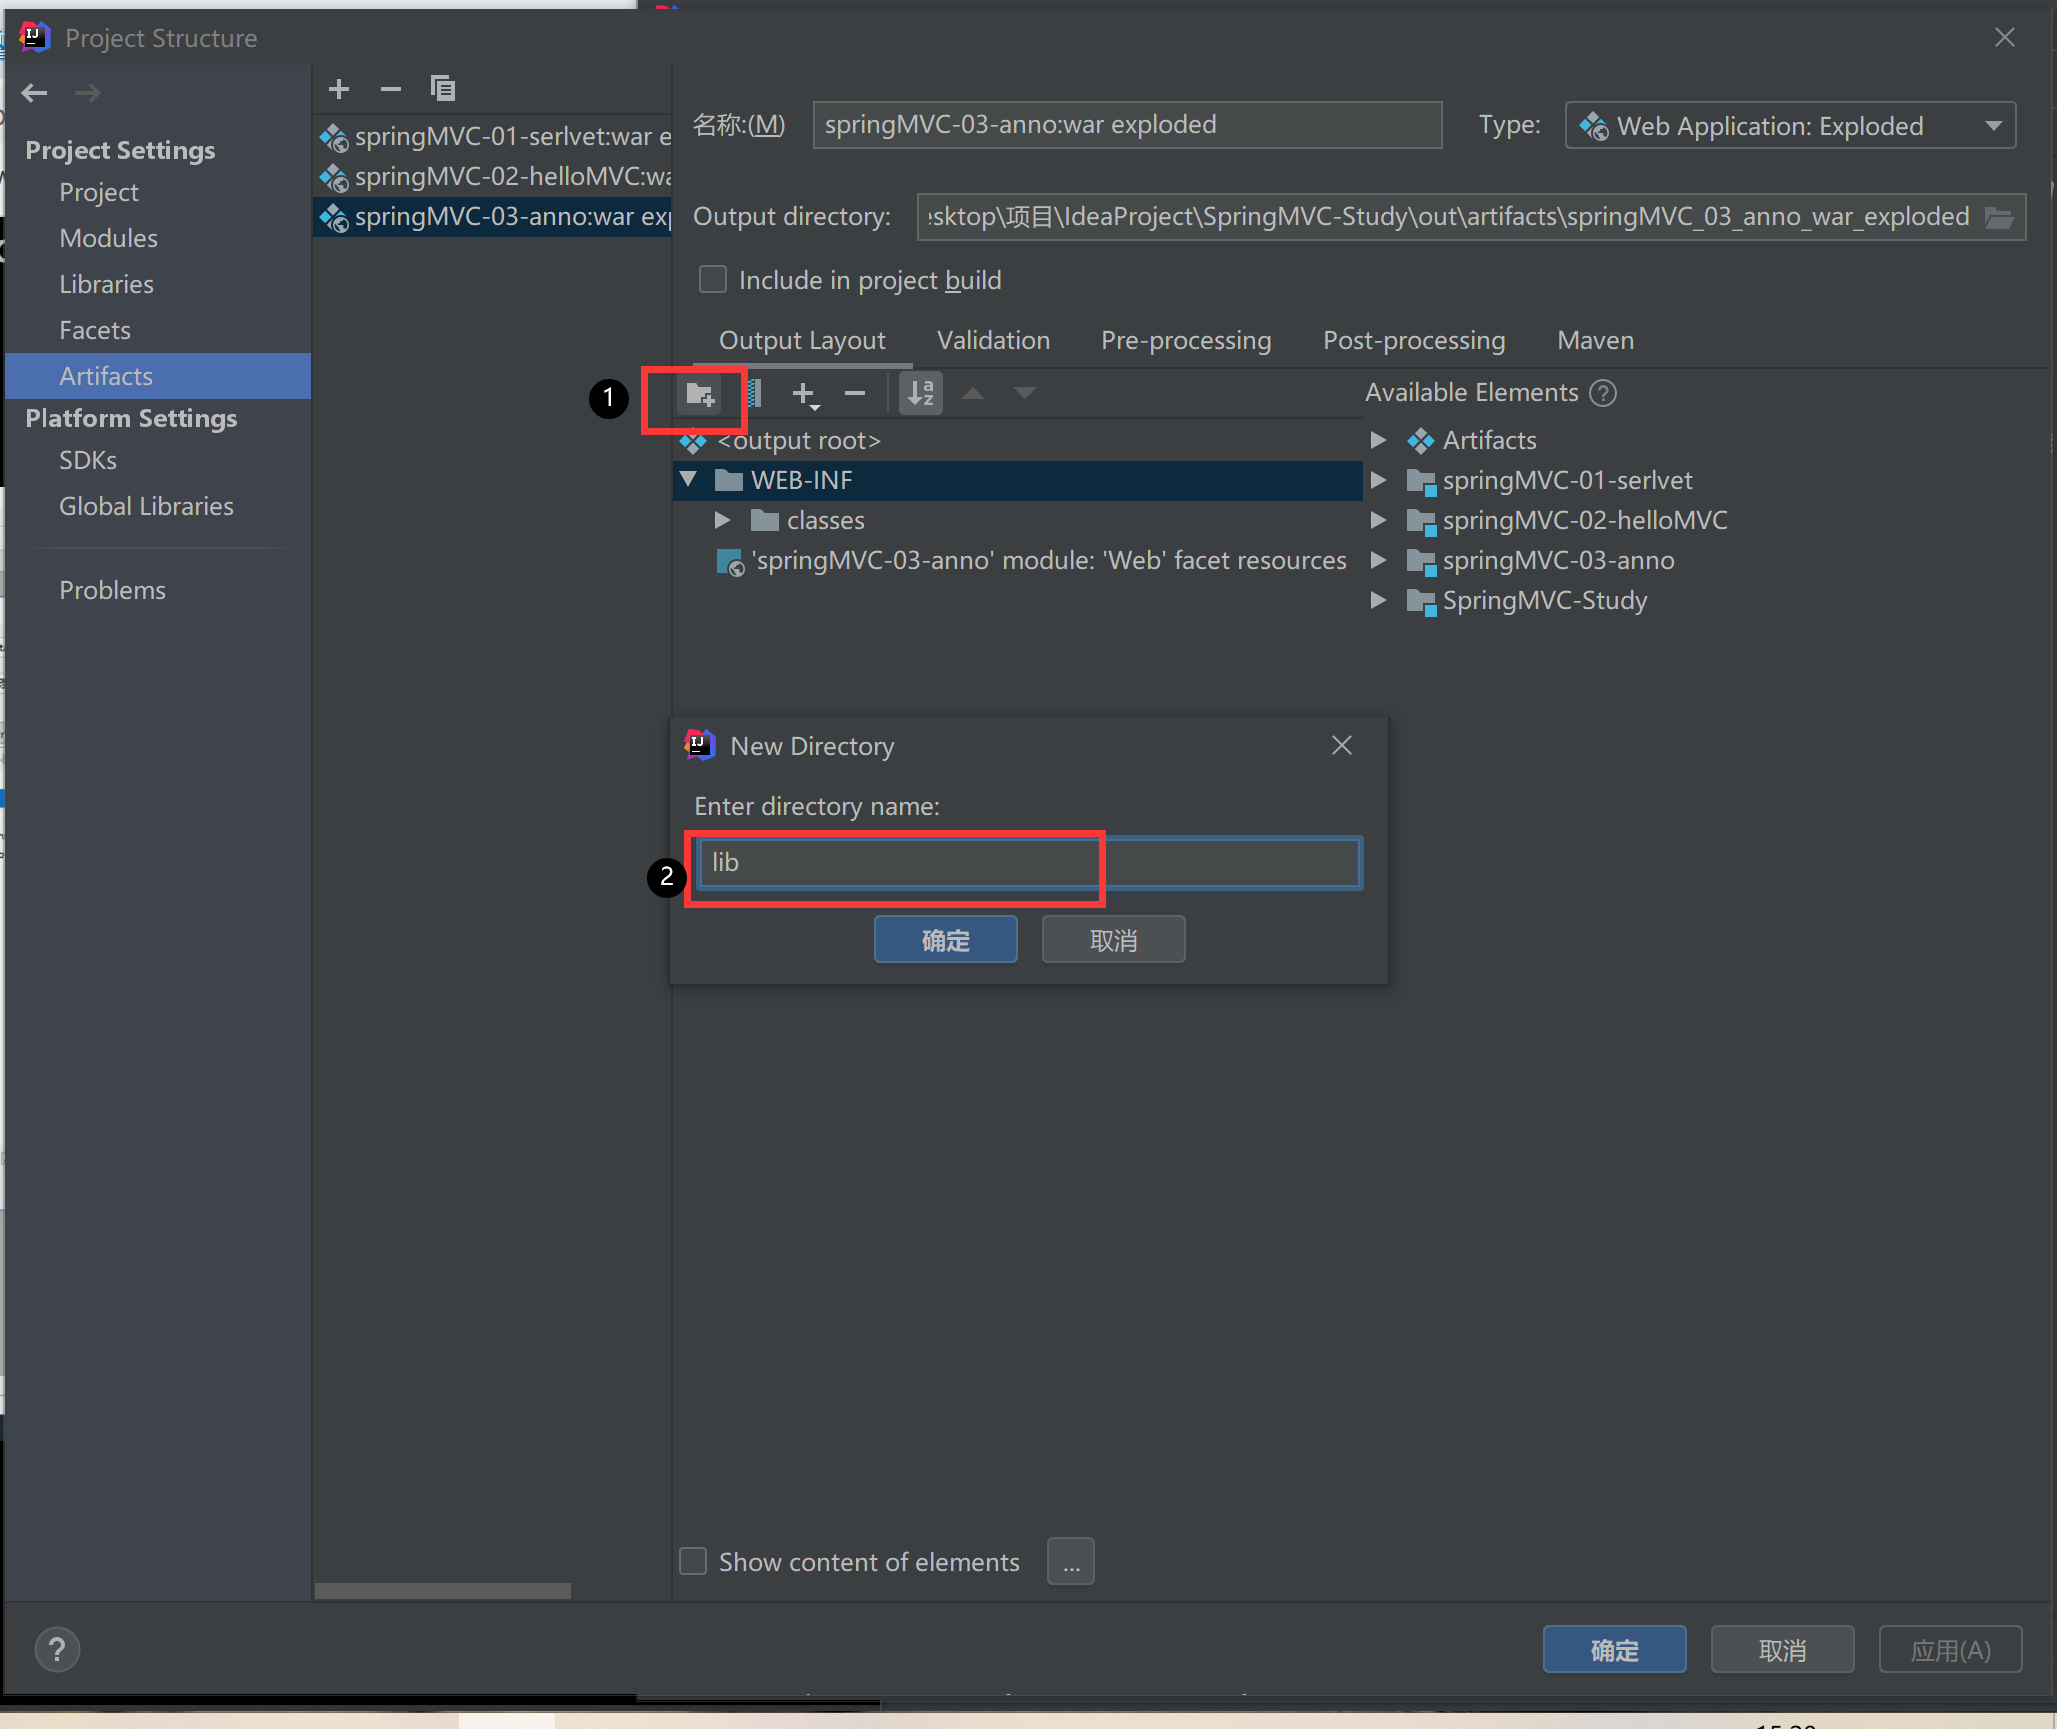 Project Structure
Project Settings
Project
Modules
Libraries
Facets
Artifacts
Platform Settings
SDKs
Global Libraries
Problems
springMVC-01-serlvet:war e
springMVC-02-helloMVC:wa
springMVC-03-anno:war exp
名称:(M) springMVC-03-anno:war exploded Type: Web Application: Exploded
Output directory: sktop\项目\IdeaProject\SpringMVC-Study\out\artifacts\springMVC_03_anno_war_exploded
Include in project build
Output Layout Validation Pre-processing Post-processing Maven
1
<output root>
WEB-INF
classes
'springMVC-03-anno' module: 'Web' facet resources
Available Elements ?
Artifacts
springMVC-01-serlvet
springMVC-02-helloMVC
springMVC-03-anno
SpringMVC-Study
New Directory
Enter directory name:
2 lib
确定 取消
Show content of elements ...
? 确定 取消 应用(A)